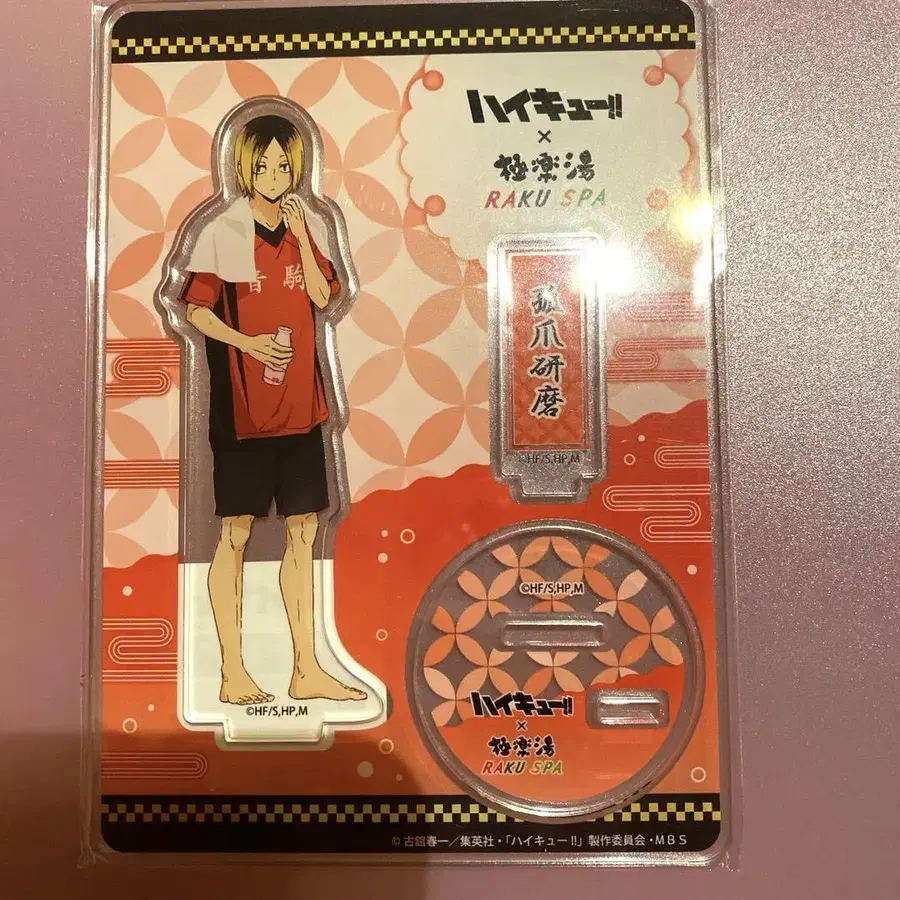 ハイキュー!!
×
極楽湯
RAKU SPA
音駒
孤爪研磨
©HF/S,HP,M
©HF/S,HP,M
ハイキュー!!
×
極楽湯
RAKU SPA
©HF/S,HP,M
© 古舘春一／集英社・「ハイキュー!!」製作委員会・MBS